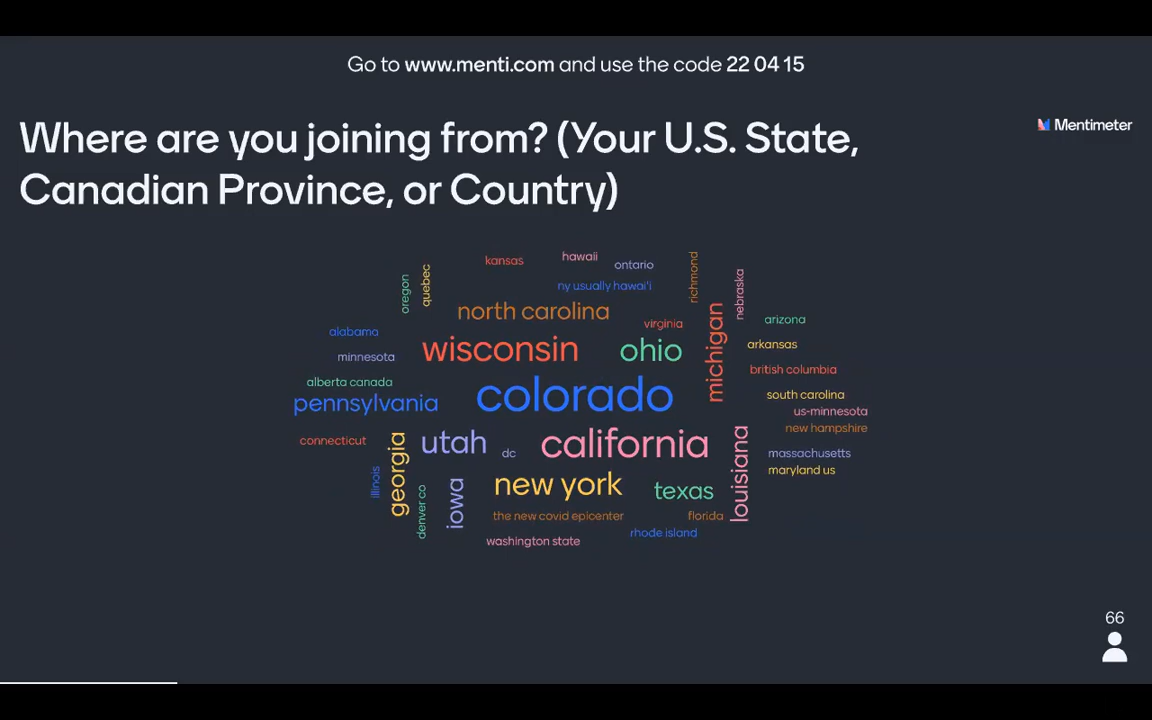 Go to www.menti.com and use the code 22 04 15
Where are you joining from? (Your U.S. State,
Canadian Province, or Country)
Mentimeter
kansas
hawaii
ontario
richmond
oregon
quebec
ny usually hawai'i
nebraska
north carolina
virginia
michigan
arizona
alabama
wisconsin
ohio
arkansas
minnesota
british columbia
alberta canada
colorado
south carolina
pennsylvania
us-minnesota
new hampshire
connecticut
georgia
utah
dc
california
louisiana
massachusetts
maryland us
illinois
denver co
iowa
new york
texas
the new covid epicenter
florida
rhode island
washington state
66